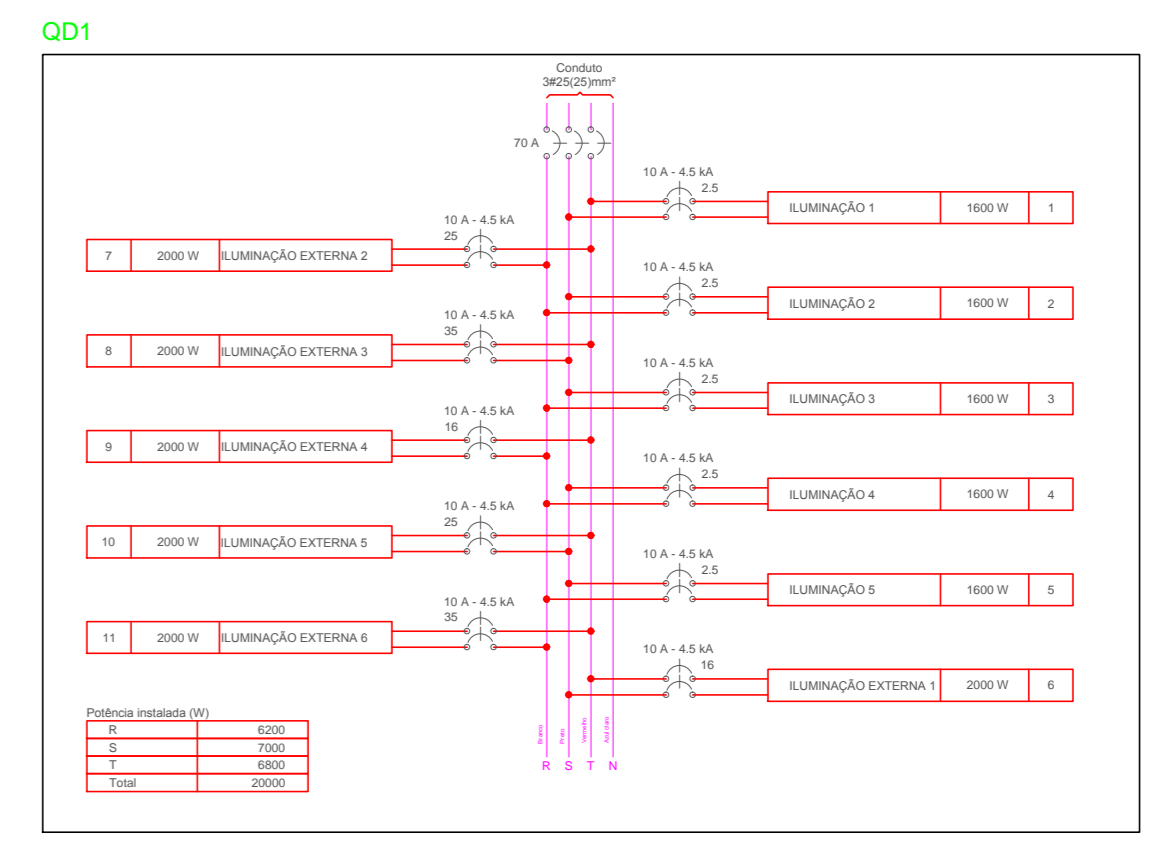 QD1
Conduto
3#25(25)mm²
70 A
10 A - 4.5 kA
2.5
ILUMINAÇÃO 1 1600 W 1
10 A - 4.5 kA
25
7 2000 W ILUMINAÇÃO EXTERNA 2
10 A - 4.5 kA
2.5
ILUMINAÇÃO 2 1600 W 2
10 A - 4.5 kA
35
8 2000 W ILUMINAÇÃO EXTERNA 3
10 A - 4.5 kA
2.5
ILUMINAÇÃO 3 1600 W 3
10 A - 4.5 kA
16
9 2000 W ILUMINAÇÃO EXTERNA 4
10 A - 4.5 kA
2.5
ILUMINAÇÃO 4 1600 W 4
10 A - 4.5 kA
25
10 2000 W ILUMINAÇÃO EXTERNA 5
10 A - 4.5 kA
2.5
ILUMINAÇÃO 5 1600 W 5
10 A - 4.5 kA
35
11 2000 W ILUMINAÇÃO EXTERNA 6
10 A - 4.5 kA
16
ILUMINAÇÃO EXTERNA 1 2000 W 6
Potência instalada (W)
R 6200
S 7000
T 6800
Total 20000
Branco
Preto
Vermelho
Azul claro
R S T N